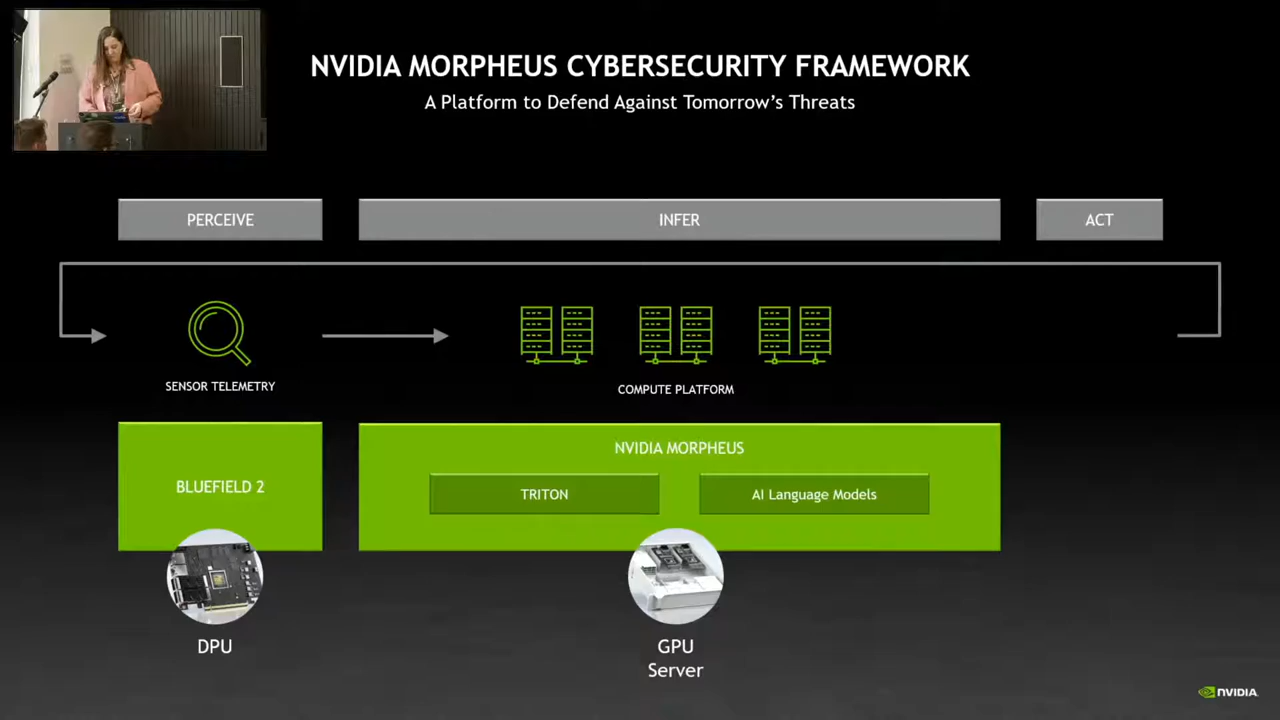 NVIDIA MORPHEUS CYBERSECURITY FRAMEWORK
A Platform to Defend Against Tomorrow's Threats
PERCEIVE
INFER
ACT
SENSOR TELEMETRY
COMPUTE PLATFORM
BLUEFIELD 2
NVIDIA MORPHEUS
TRITON
AI Language Models
DPU
GPU
Server
NVIDIA.